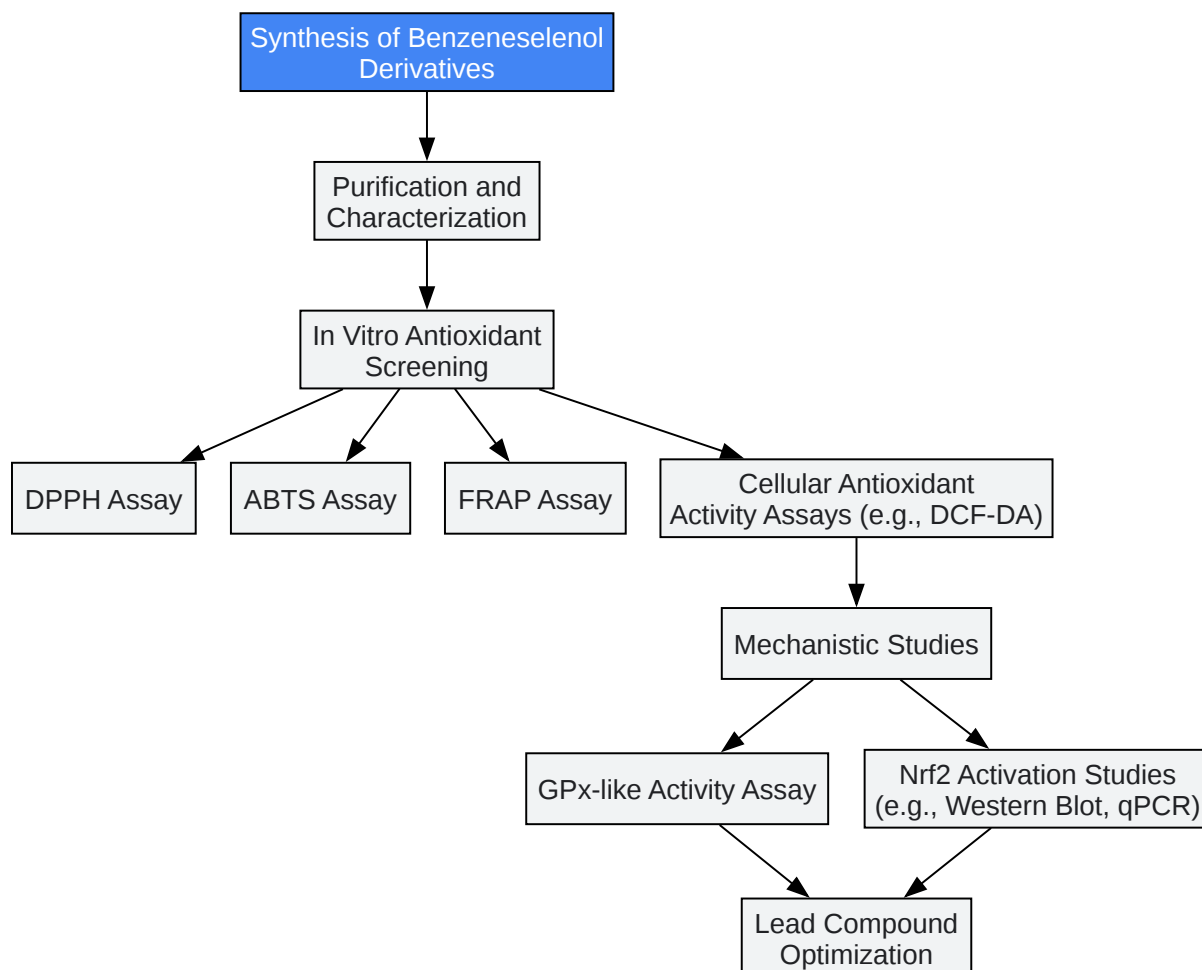 Synthesis of Benzeneselenol
Derivatives
Purification and
Characterization
In Vitro Antioxidant
Screening
DPPH Assay
ABTS Assay
FRAP Assay
Cellular Antioxidant
Activity Assays (e.g., DCF-DA)
Mechanistic Studies
GPx-like Activity Assay
Nrf2 Activation Studies
(e.g., Western Blot, qPCR)
Lead Compound
Optimization